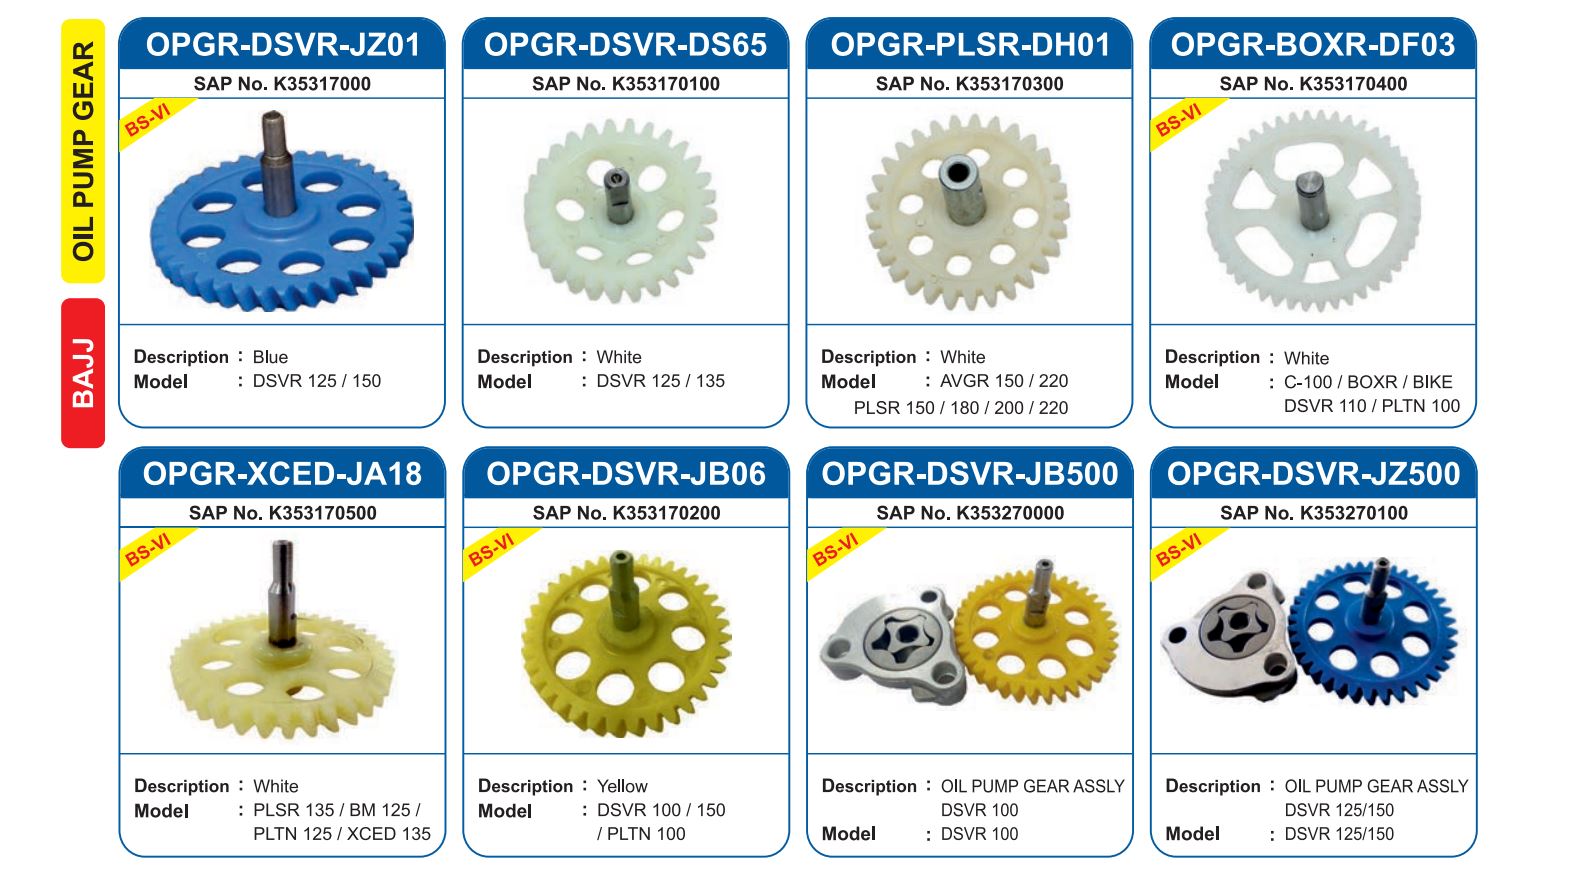 OIL PUMP GEAR
BAJJ
OPGR-DSVR-JZ01
SAP No. K35317000
BS-VI
Description : Blue
Model : DSVR 125 / 150
OPGR-DSVR-DS65
SAP No. K353170100
Description : White
Model : DSVR 125 / 135
OPGR-PLSR-DH01
SAP No. K353170300
Description : White
Model : AVGR 150 / 220
PLSR 150 / 180 / 200 / 220
OPGR-BOXR-DF03
SAP No. K353170400
BS-VI
Description : White
Model : C-100 / BOXR / BIKE
DSVR 110 / PLTN 100
OPGR-XCED-JA18
SAP No. K353170500
BS-VI
Description : White
Model : PLSR 135 / BM 125 /
PLTN 125 / XCED 135
OPGR-DSVR-JB06
SAP No. K353170200
BS-VI
Description : Yellow
Model : DSVR 100 / 150
/ PLTN 100
OPGR-DSVR-JB500
SAP No. K353270000
BS-VI
Description : OIL PUMP GEAR ASSLY
DSVR 100
Model : DSVR 100
OPGR-DSVR-JZ500
SAP No. K353270100
BS-VI
Description : OIL PUMP GEAR ASSLY
DSVR 125/150
Model : DSVR 125/150